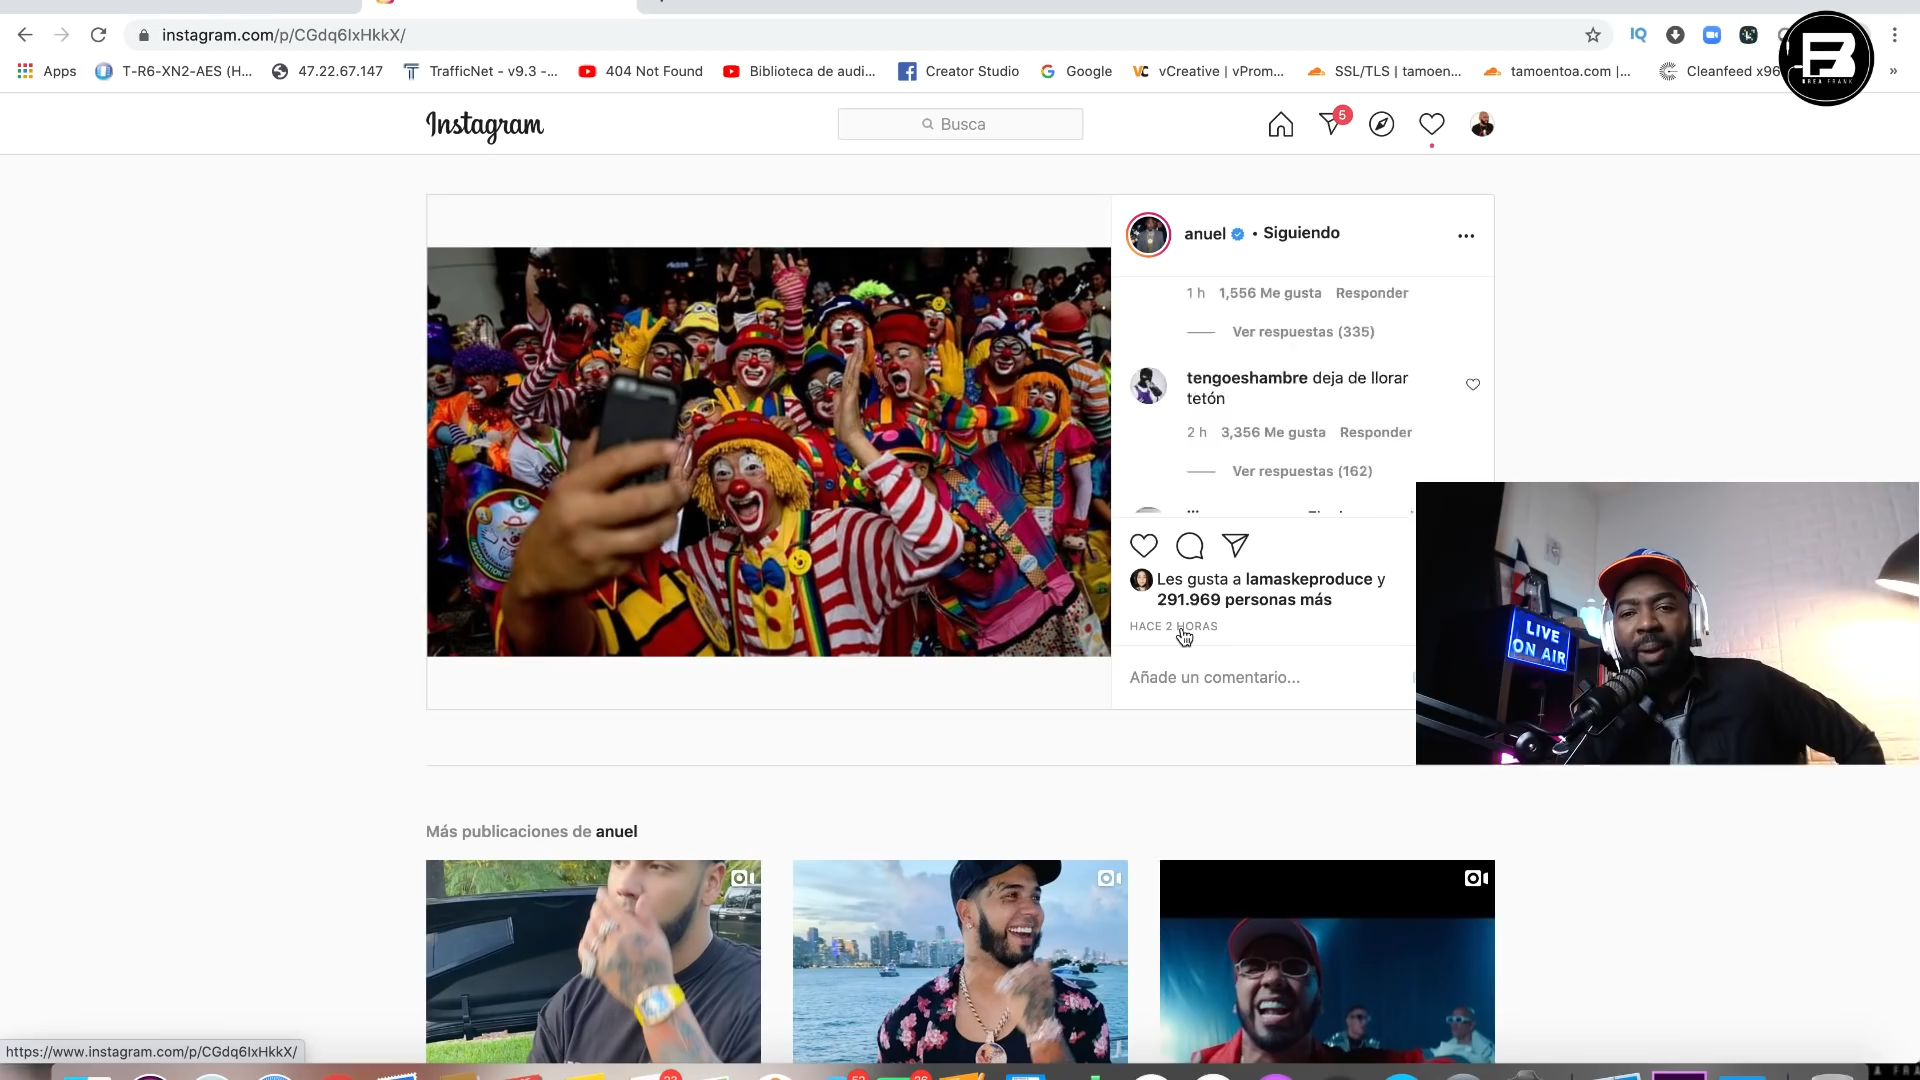 instagram.com/p/CGdq6IxHkkX/
IQ
Apps
T-R6-XN2-AES (H...
47.22.67.147
TrafficNet - v9.3 -...
404 Not Found
Biblioteca de audi...
Creator Studio
Google
vCreative | vProm...
SSL/TLS | tamoen...
tamoentoa.com |...
Cleanfeed x96
»
BREA FRANK
Instagram
Busca
5
anuel • Siguiendo
1 h 1,556 Me gusta Responder
Ver respuestas (335)
tengoeshambre deja de llorar
tetón
2 h 3,356 Me gusta Responder
Ver respuestas (162)
Les gusta a lamaskeproduce y
291.969 personas más
HACE 2 HORAS
Añade un comentario...
LIVE
ON AIR
Más publicaciones de anuel
https://www.instagram.com/p/CGdq6IxHkkX/